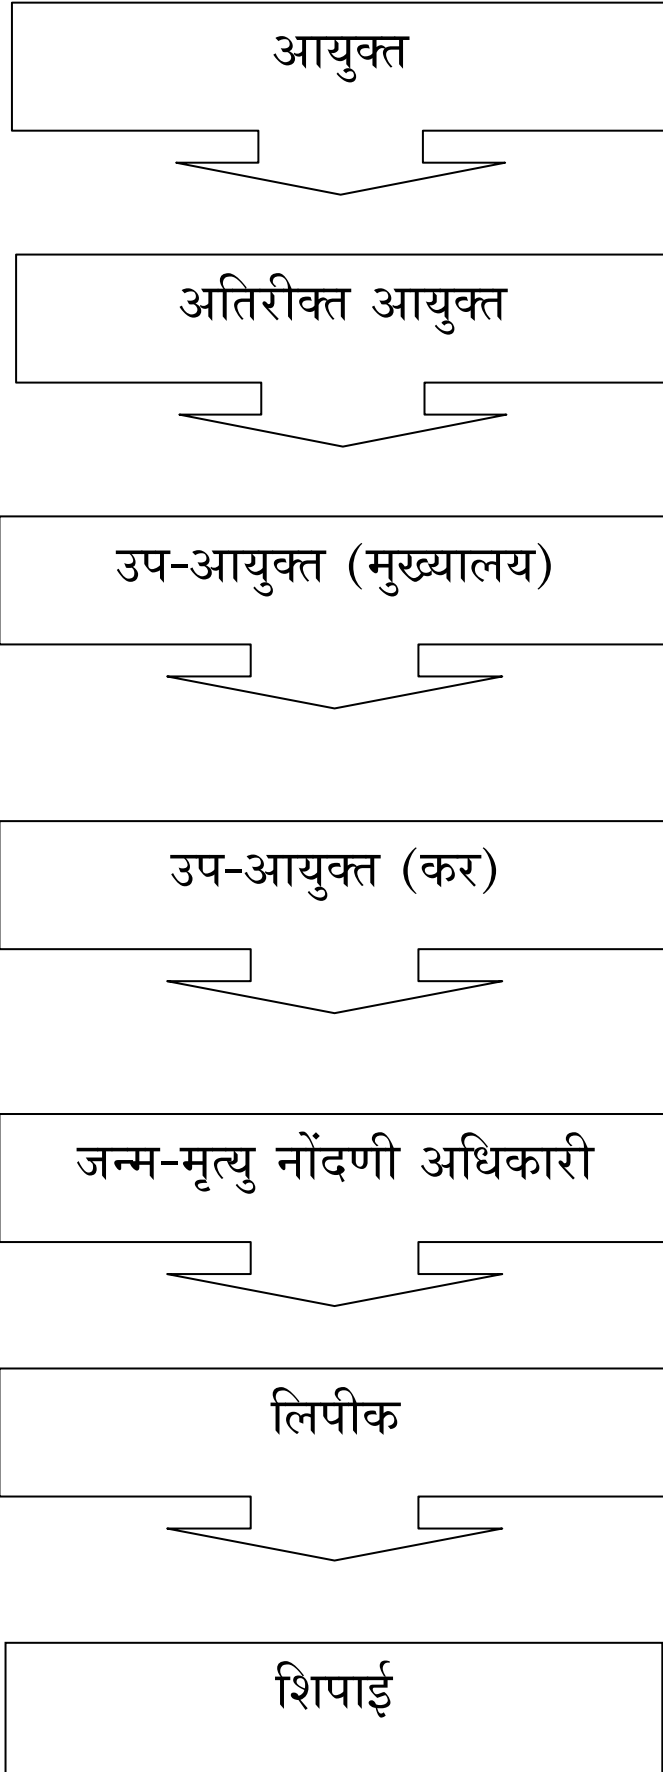 आयुक्त
अतिरीक्त आयुक्त
उप-आयुक्त (मुख्यालय)
उप-आयुक्त (कर)
जन्म-मृत्यु नोंदणी अधिकारी
लिपीक
शिपाई